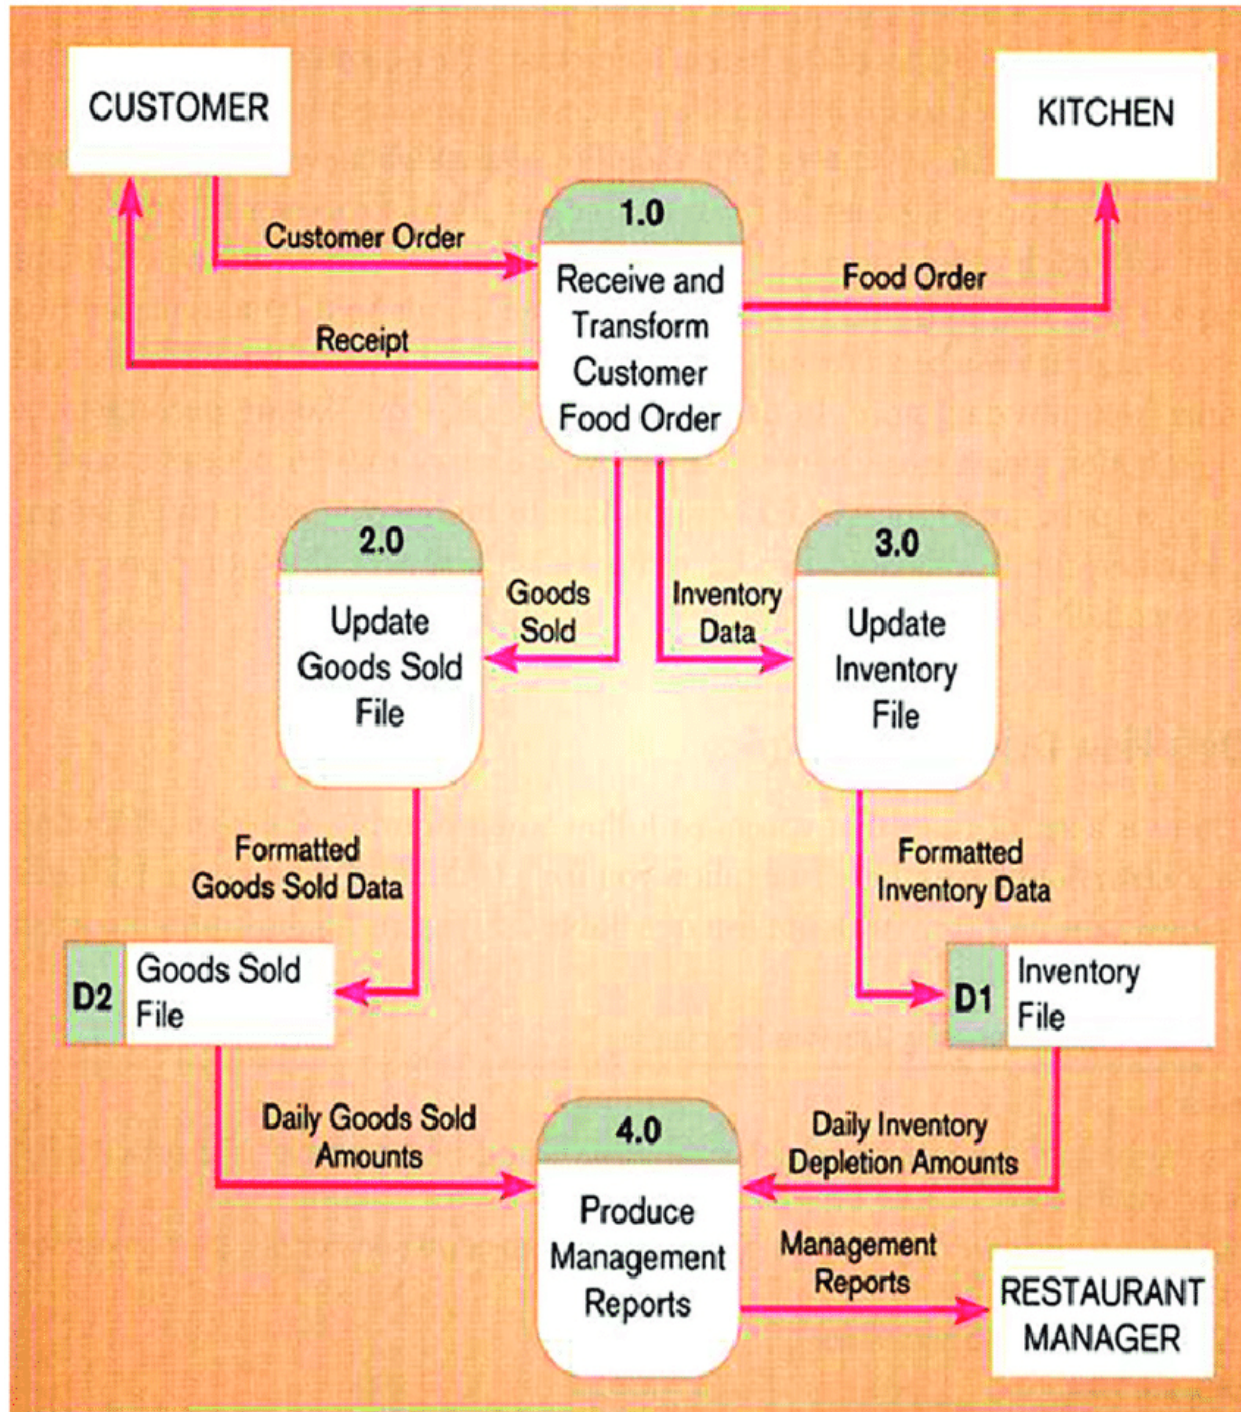 CUSTOMER
KITCHEN
1.0
Customer Order
Receive and
Transform
Customer
Food Order
Food Order
Receipt
2.0
Update
Goods Sold
File
Goods
Sold
Inventory
Data
3.0
Update
Inventory
File
Formatted
Goods Sold Data
Formatted
Inventory Data
D2
Goods Sold
File
D1
Inventory
File
Daily Goods Sold
Amounts
4.0
Produce
Management
Reports
Daily Inventory
Depletion Amounts
Management
Reports
RESTAURANT
MANAGER